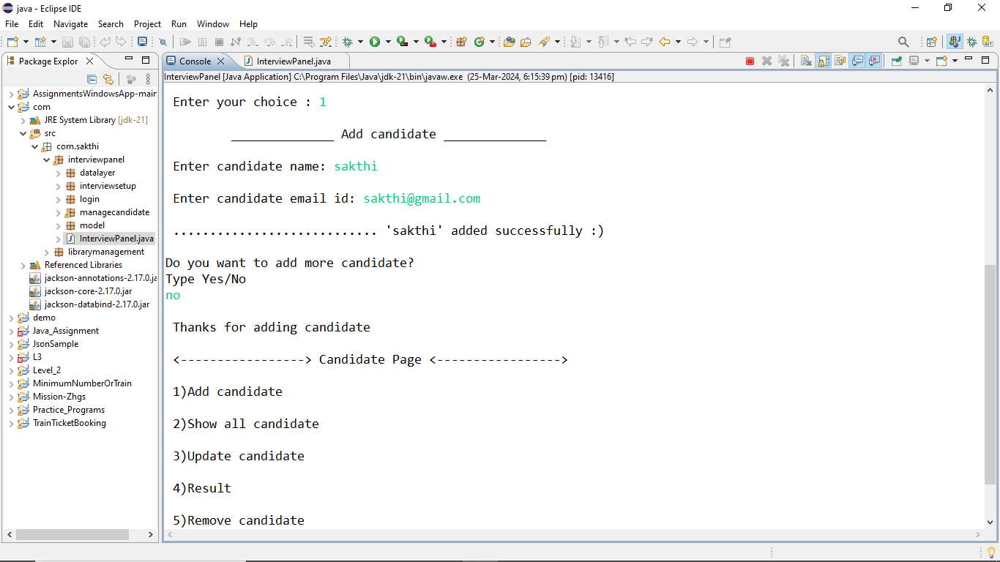 java - Eclipse IDE
File Edit Navigate Search Project Run Window Help
Package Explor
Console
InterviewPanel.java
InterviewPanel [Java Application] C:\Program Files\Java\jdk-21\bin\javaw.exe (25-Mar-2024, 6:15:39 pm) [pid: 13416]
AssignmentsWindowsApp-main
com
JRE System Library [jdk-21]
src
com.sakthi
interviewpanel
datalayer
interviewsetup
login
managecandidate
model
InterviewPanel.java
librarymanagement
Referenced Libraries
jackson-annotations-2.17.0.ja
jackson-core-2.17.0.jar
jackson-databind-2.17.0.jar
demo
Java_Assignment
JsonSample
L3
Level_2
MinimumNumberOrTrain
Mission-Zhgs
Practice_Programs
TrainTicketBooking
Enter your choice : 1
______________ Add candidate ______________
Enter candidate name: sakthi
Enter candidate email id: sakthi@gmail.com
............................ 'sakthi' added successfully :)
Do you want to add more candidate?
Type Yes/No
no
Thanks for adding candidate
<-----------------> Candidate Page <----------------->
1)Add candidate
2)Show all candidate
3)Update candidate
4)Result
5)Remove candidate